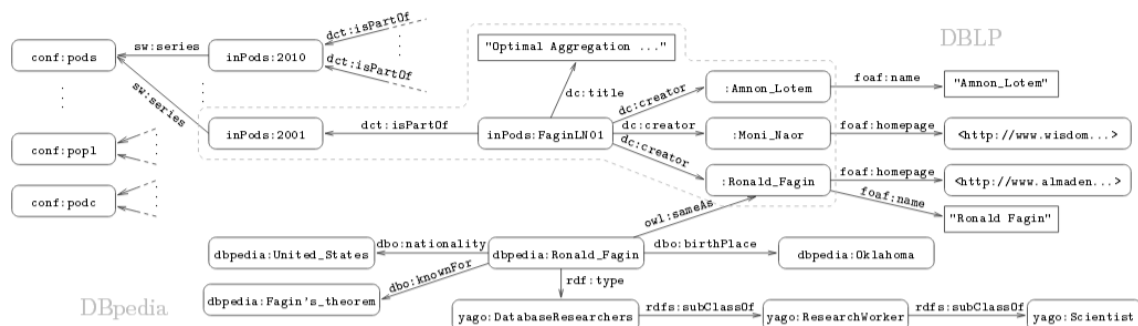 dct:isPartOf
"Optimal Aggregation ..."
DBLP
conf:pods
sw:series
inPods:2010
dct:isPartOf
dc:title
dc:creator
:Amnon_Lotem
foaf:name
"Amnon_Lotem"
sw:series
inPods:2001
dct:isPartOf
inPods:FaginLN01
dc:creator
:Moni_Naor
foaf:homepage
<http://www.wisdom...>
conf:popl
dc:creator
:Ronald_Fagin
foaf:homepage
<http://www.almaden...>
conf:podc
foaf:name
"Ronald Fagin"
owl:sameAs
dbpedia:United_States
dbo:nationality
dbpedia:Ronald_Fagin
dbo:birthPlace
dbpedia:Oklahoma
dbo:knownFor
rdf:type
DBpedia
dbpedia:Fagin's_theorem
yago:DatabaseResearchers
rdfs:subClassOf
yago:ResearchWorker
rdfs:subClassOf
yago:Scientist